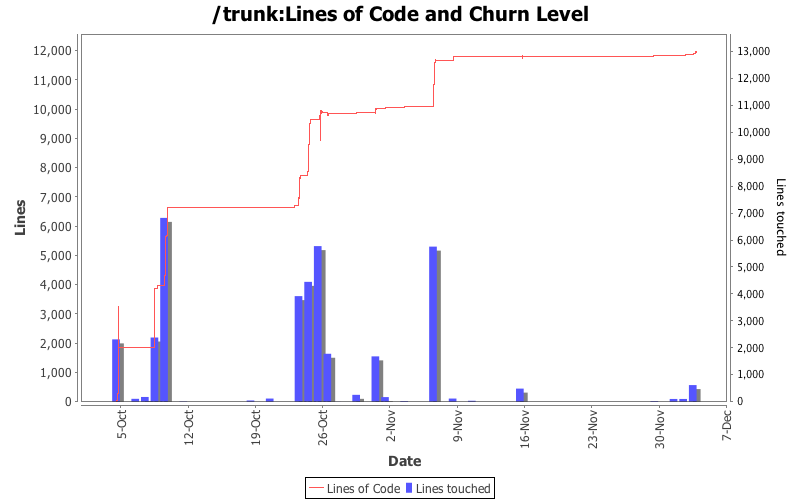 /trunk:Lines of Code and Churn Level
12,000
11,000
10,000
9,000
8,000
7,000
6,000
5,000
4,000
3,000
2,000
1,000
0
Lines
13,000
12,000
11,000
10,000
9,000
8,000
7,000
6,000
5,000
4,000
3,000
2,000
1,000
0
Lines touched
5-Oct
12-Oct
19-Oct
26-Oct
2-Nov
9-Nov
16-Nov
23-Nov
30-Nov
7-Dec
Date
Lines of Code
Lines touched